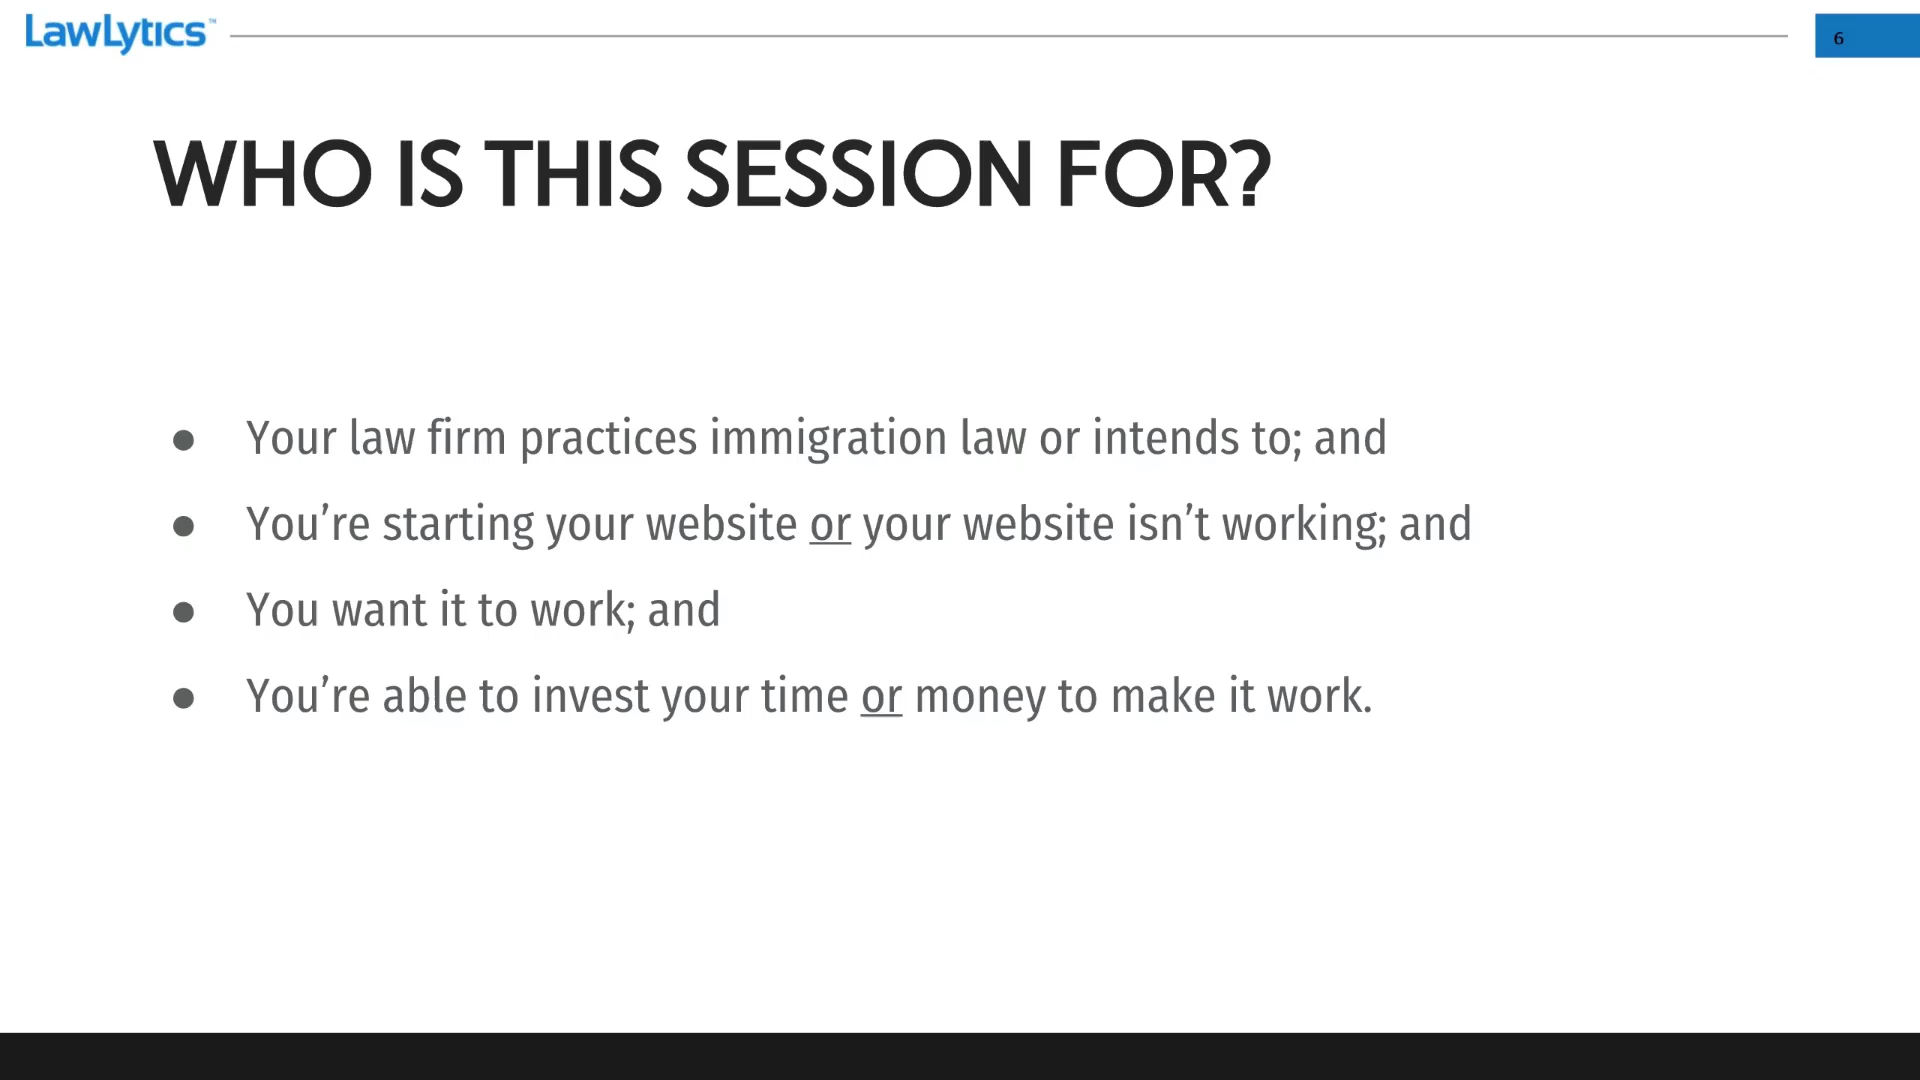 LawLytics™
6
WHO IS THIS SESSION FOR?
● Your law firm practices immigration law or intends to; and
● You’re starting your website or your website isn’t working; and
● You want it to work; and
● You’re able to invest your time or money to make it work.